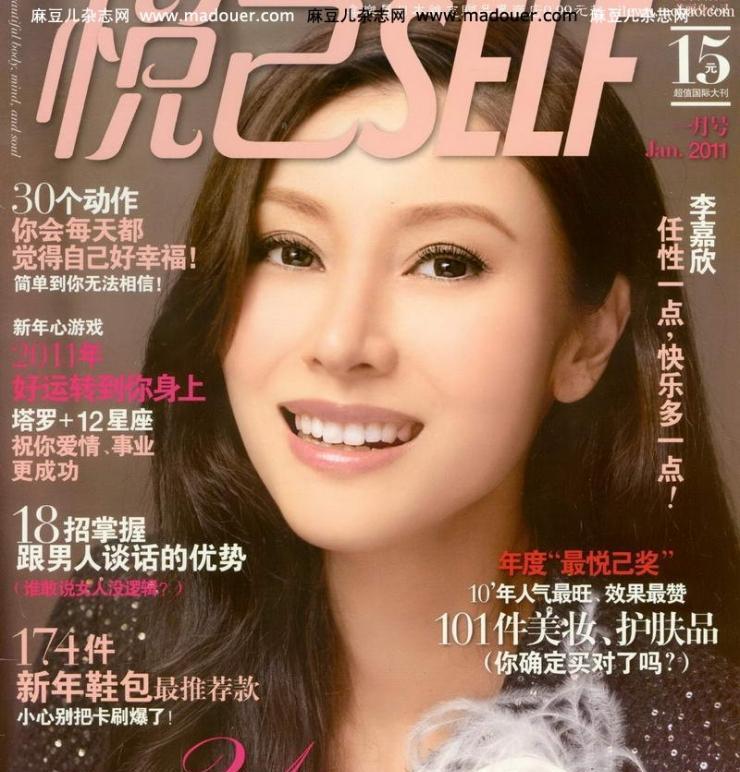 麻豆儿杂志网 www.madouer.com 麻豆儿杂志网 www.madouer.com 麻豆儿杂志网
悦己SELF
beautiful body, mind, and soul
15元
超值国际大刊
一月号
Jan. 2011
30个动作
你会每天都
觉得自己好幸福!
简单到你无法相信!
李嘉欣
任性一点,快乐多一点!
新年心游戏
2011年
好运转到你身上
塔罗+12星座
祝你爱情、事业
更成功
18招掌握
跟男人谈话的优势
(谁敢说女人没逻辑?)
年度“最悦己奖”
10'年人气最旺、效果最赞
101件美妆、护肤品
(你确定买对了吗?)
174件
新年鞋包最推荐款
小心别把卡刷爆了!